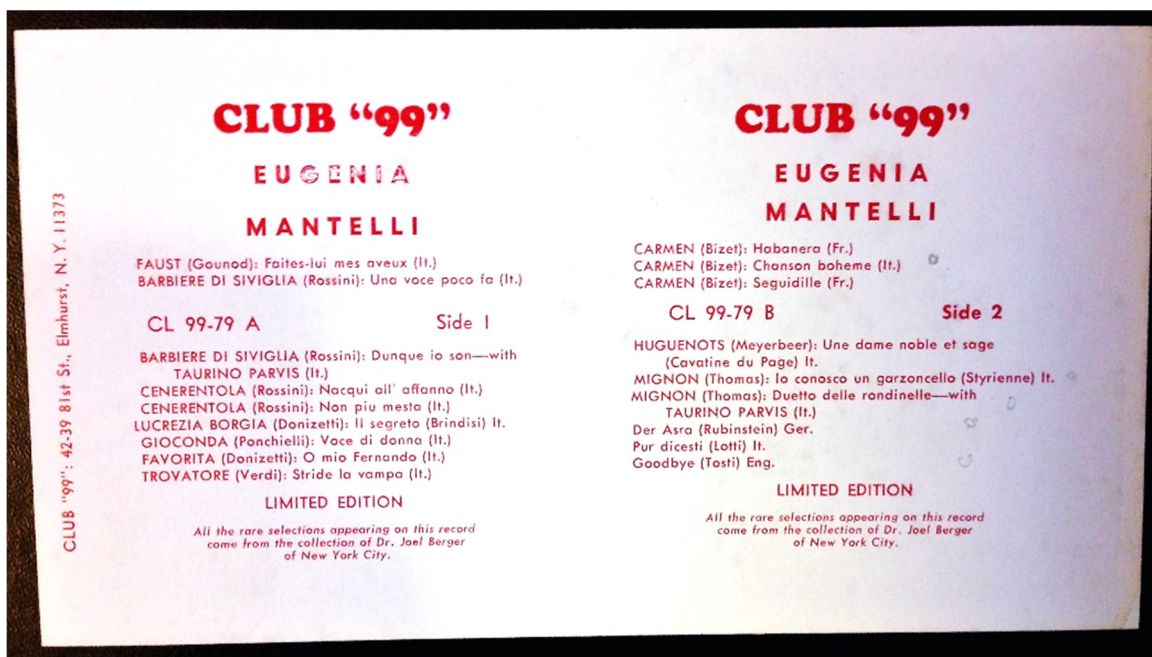 CLUB "99": 42-39 81st St., Elmhurst, N. Y. 11373
CLUB "99"
EUGENIA
MANTELLI
FAUST (Gounod): Faites-lui mes aveux (It.)
BARBIERE DI SIVIGLIA (Rossini): Una voce poco fa (It.)
CL 99-79 A Side 1
BARBIERE DI SIVIGLIA (Rossini): Dunque io son—with
TAURINO PARVIS (It.)
CENERENTOLA (Rossini): Nacqui all' affanno (It.)
CENERENTOLA (Rossini): Non piu mesta (It.)
LUCREZIA BORGIA (Donizetti): Il segreto (Brindisi) It.
GIOCONDA (Ponchielli): Voce di donna (It.)
FAVORITA (Donizetti): O mio Fernando (It.)
TROVATORE (Verdi): Stride la vampa (It.)
LIMITED EDITION
All the rare selections appearing on this record
come from the collection of Dr. Joel Berger
of New York City.
CLUB "99"
EUGENIA
MANTELLI
CARMEN (Bizet): Habanera (Fr.)
CARMEN (Bizet): Chanson boheme (It.)
CARMEN (Bizet): Seguidille (Fr.)
CL 99-79 B Side 2
HUGUENOTS (Meyerbeer): Une dame noble et sage
(Cavatine du Page) It.
MIGNON (Thomas): Io conosco un garzoncello (Styrienne) It.
MIGNON (Thomas): Duetto delle rondinelle—with
TAURINO PARVIS (It.)
Der Asra (Rubinstein) Ger.
Pur dicesti (Lotti) It.
Goodbye (Tosti) Eng.
LIMITED EDITION
All the rare selections appearing on this record
come from the collection of Dr. Joel Berger
of New York City.